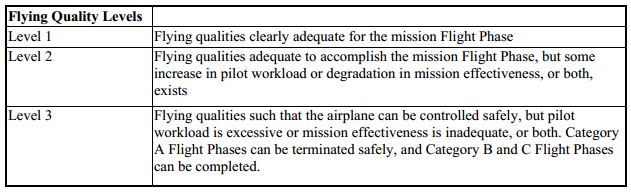 Flying Quality Levels
Level 1 Flying qualities clearly adequate for the mission Flight Phase
Level 2 Flying qualities adequate to accomplish the mission Flight Phase, but some
increase in pilot workload or degradation in mission effectiveness, or both,
exists
Level 3 Flying qualities such that the airplane can be controlled safely, but pilot
workload is excessive or mission effectiveness is inadequate, or both. Category
A Flight Phases can be terminated safely, and Category B and C Flight Phases
can be completed.